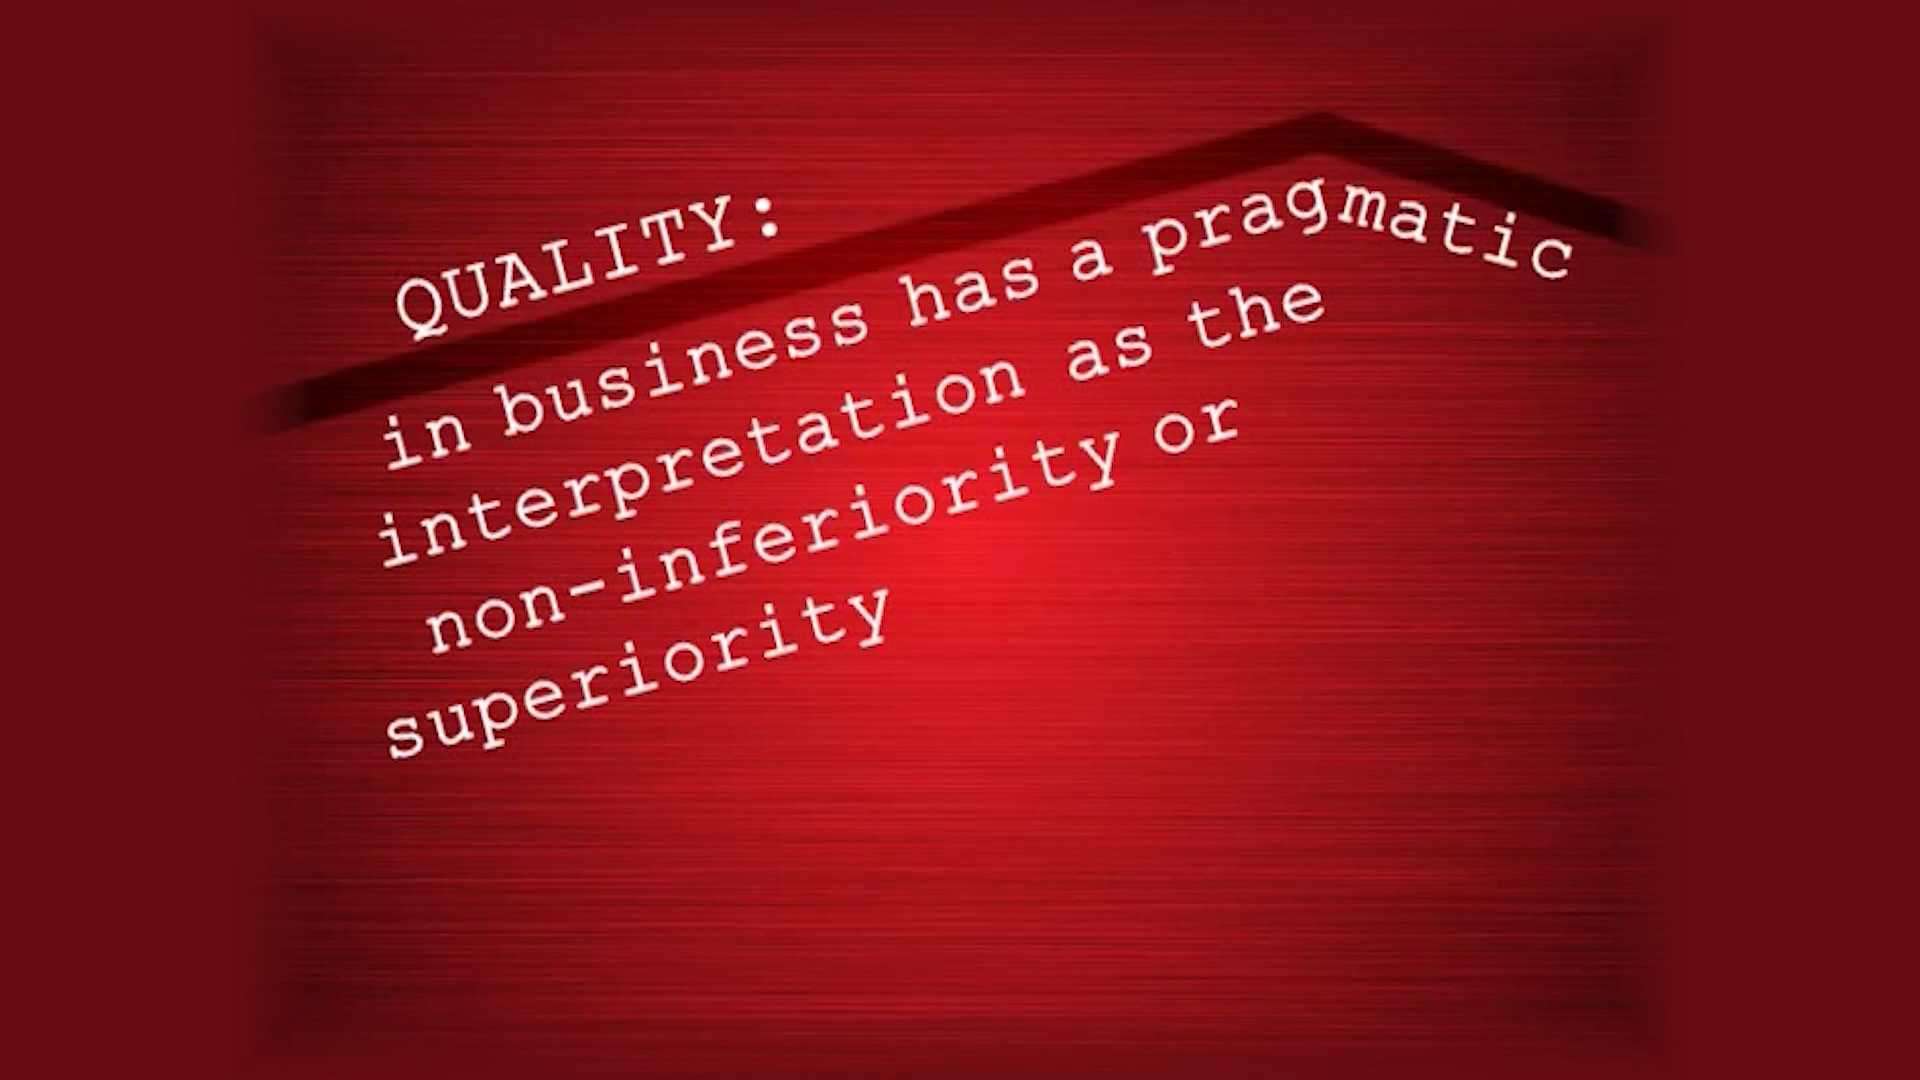 QUALITY:
in business has a pragmatic
interpretation as the
non-inferiority or
superiority